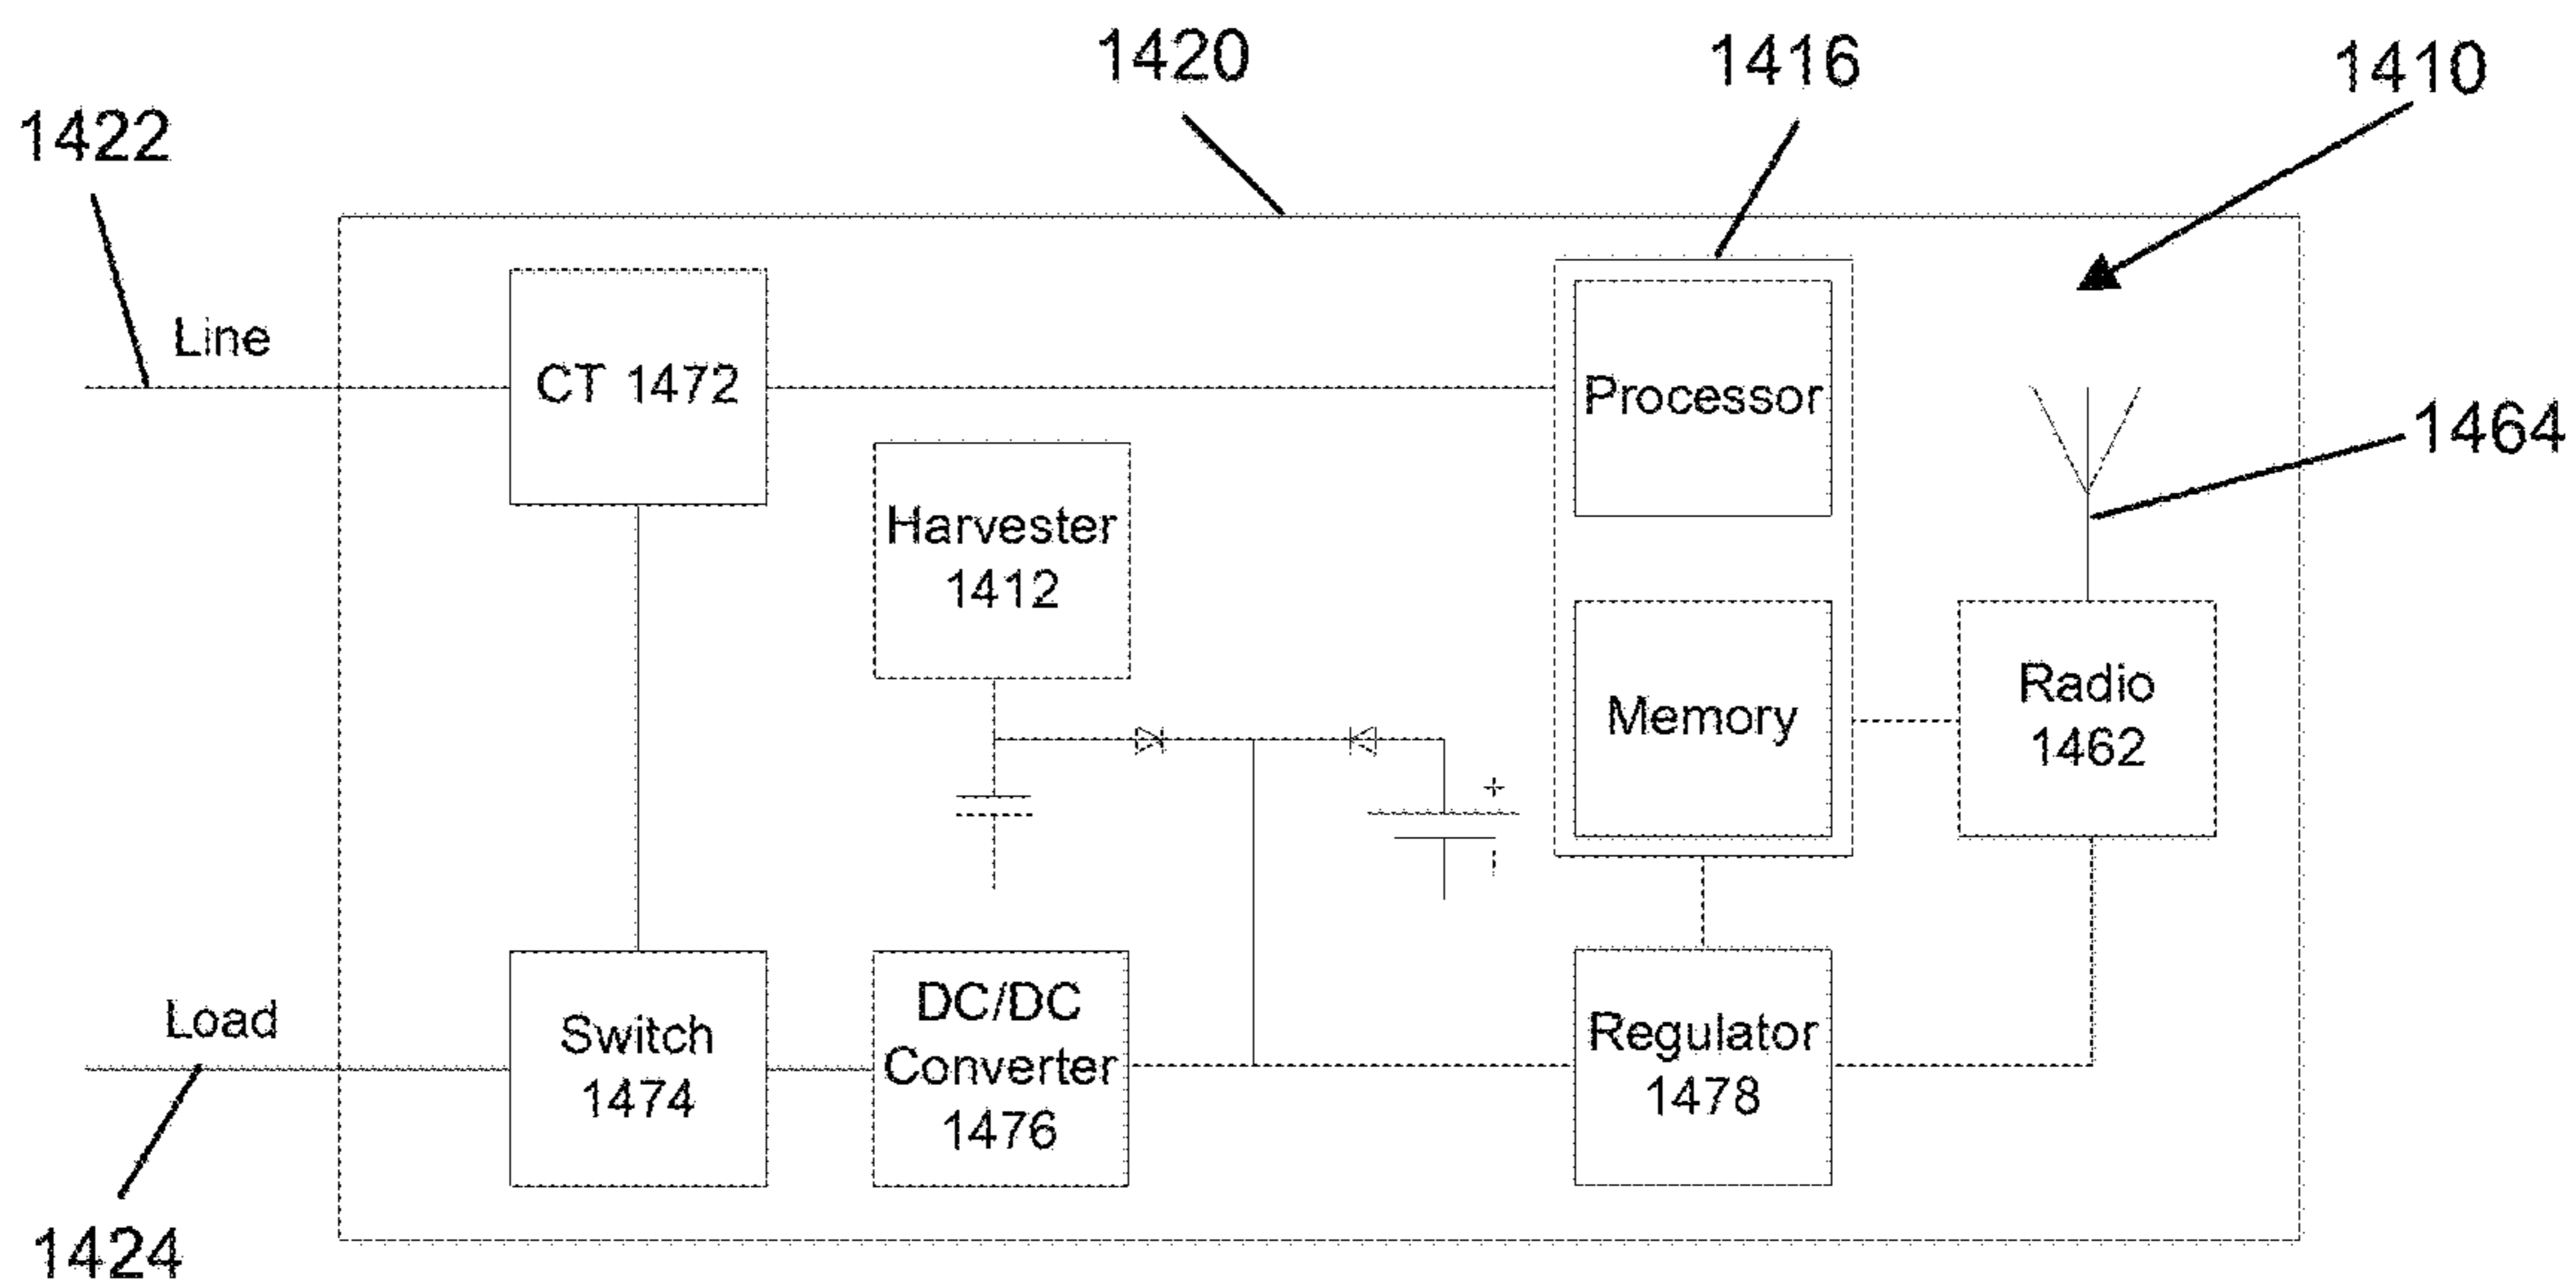 1420
1416
1410
1422
Line
CT 1472
Processor
1464
Harvester
1412
Radio
1462
Memory
+
-
Load
Switch
1474
DC/DC
Converter
1476
Regulator
1478
1424